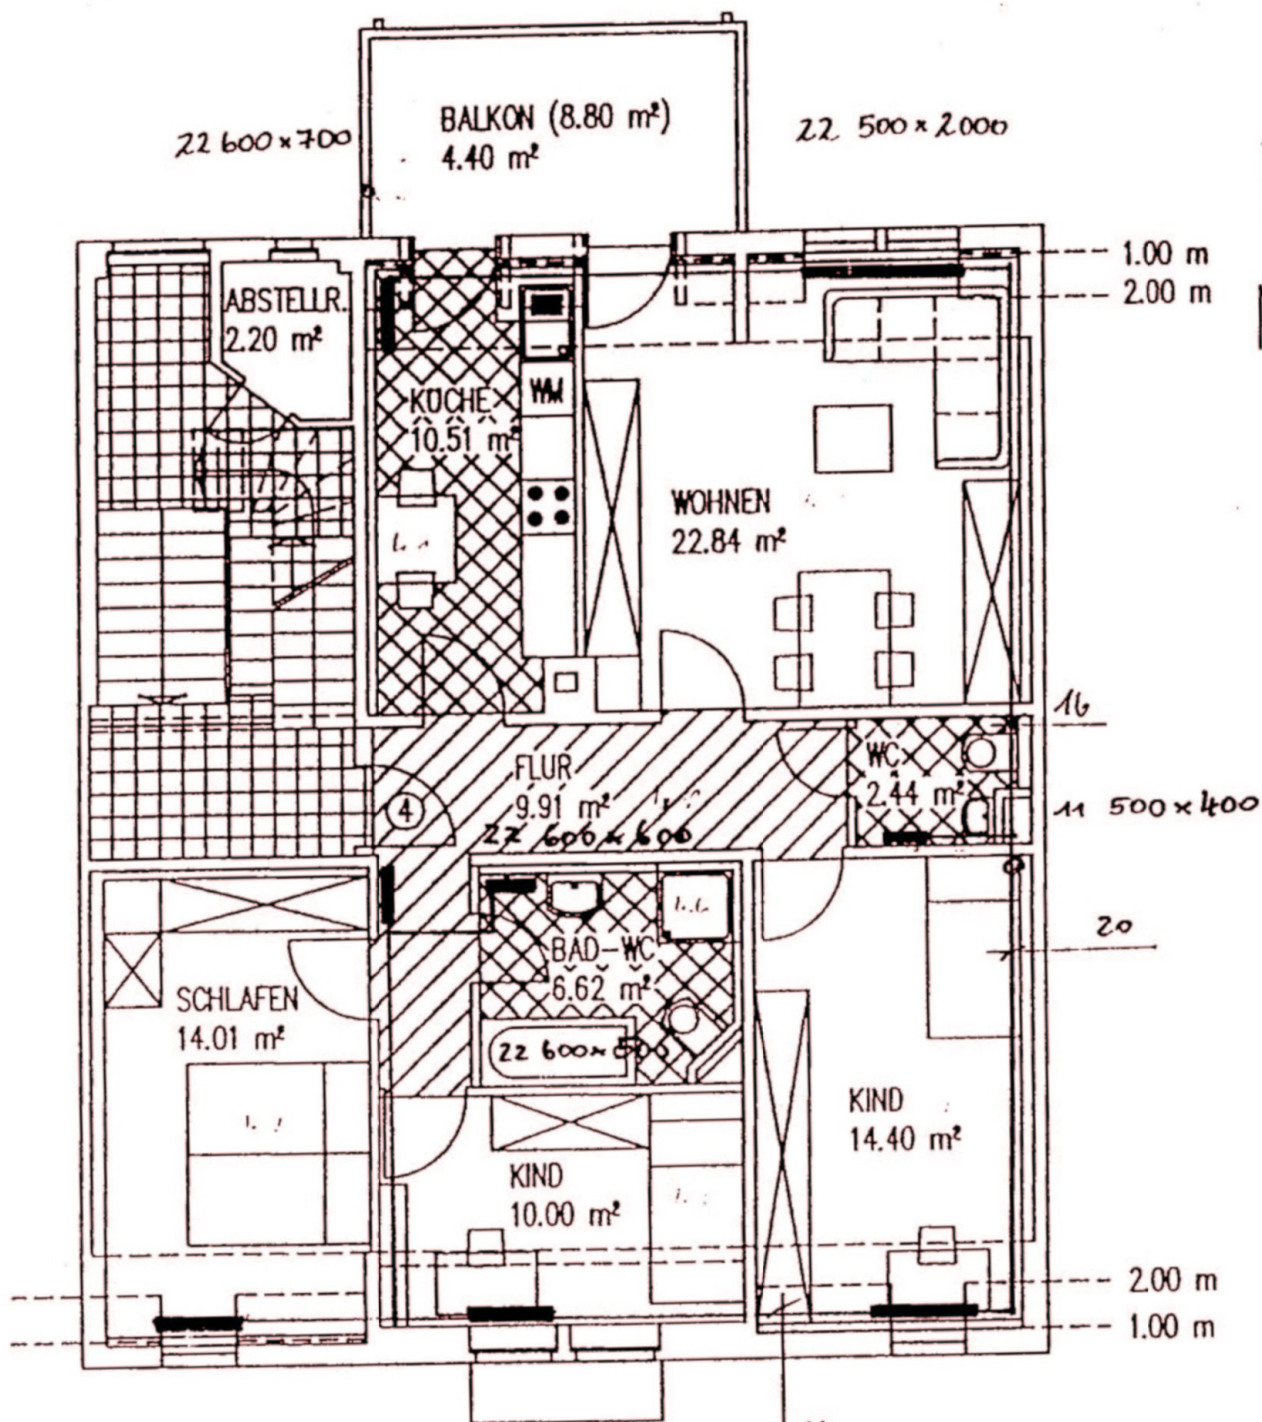 BALKON (8.80 m²)
4.40 m²
22 600 × 700
22 500 × 2000
1.00 m
2.00 m
ABSTELLR.
2.20 m²
KÜCHE
10.51 m²
WM
WOHNEN
22.84 m²
16
FLUR
9.91 m²
22 600 × 600
4
WC
2.44 m²
11 500 × 400
20
BAD-WC
6.62 m²
22 600 × 500
SCHLAFEN
14.01 m²
KIND
10.00 m²
KIND
14.40 m²
2.00 m
1.00 m